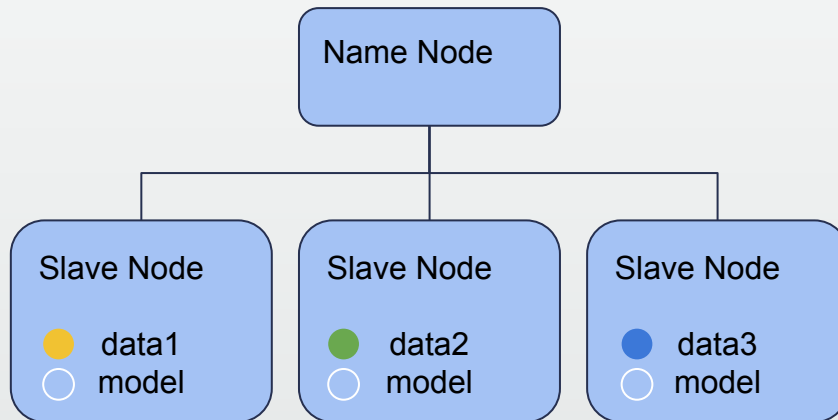 Name Node
Slave Node
data1
model
Slave Node
data2
model
Slave Node
data3
model